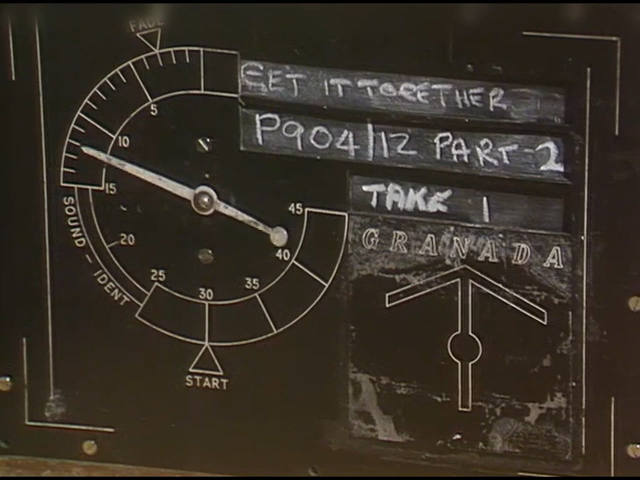 FADE
GET IT TOGETHER
P904/12 PART-2
TAKE 1
GRANADA
5
10
15
20
25
30
35
40
45
SOUND - IDENT
START